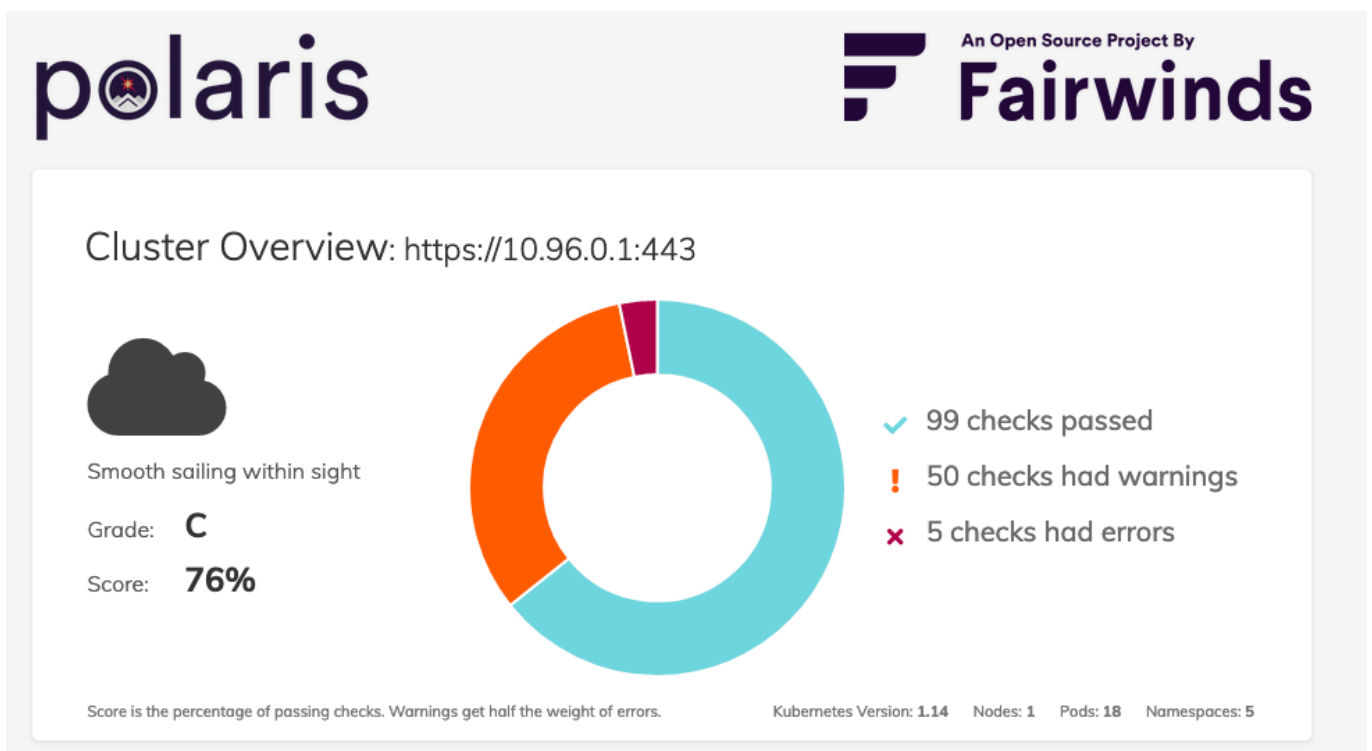 polaris
An Open Source Project By
Fairwinds
Cluster Overview: https://10.96.0.1:443
Smooth sailing within sight
Grade: C
Score: 76%
99 checks passed
50 checks had warnings
5 checks had errors
Score is the percentage of passing checks. Warnings get half the weight of errors.
Kubernetes Version: 1.14 Nodes: 1 Pods: 18 Namespaces: 5